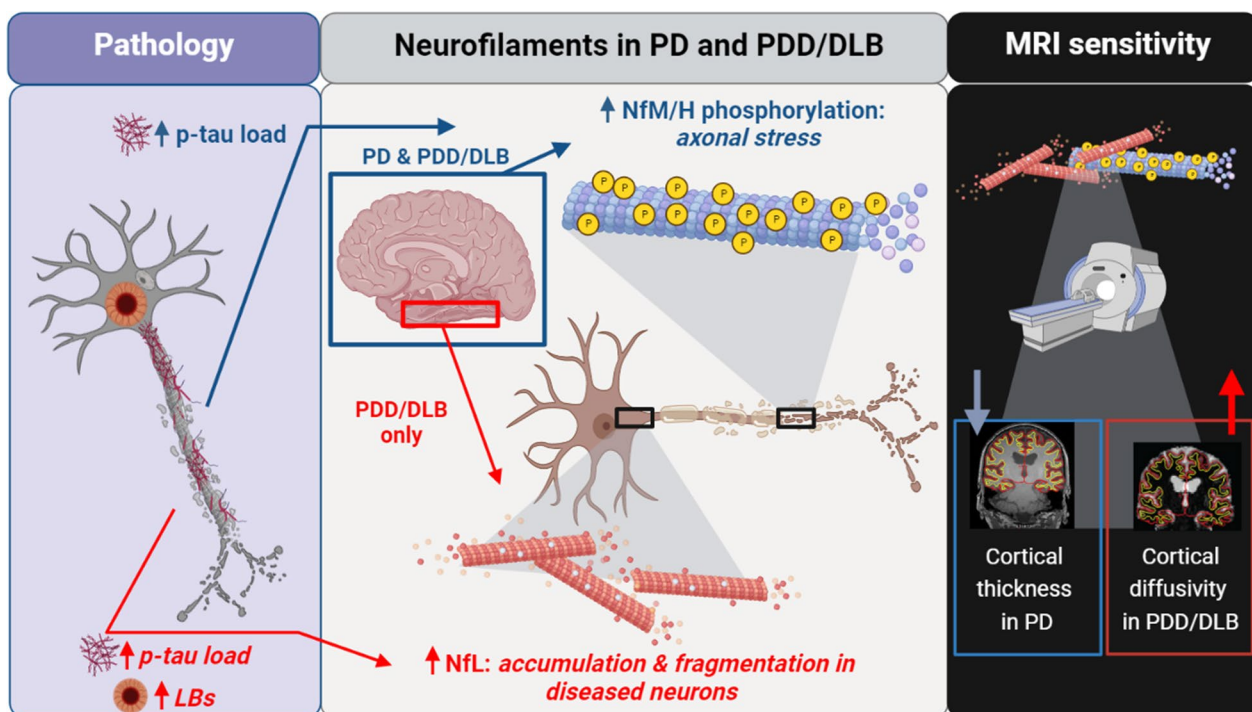 Pathology
Neurofilaments in PD and PDD/DLB
MRI sensitivity
p-tau load
PD & PDD/DLB
NfM/H phosphorylation:
axonal stress
P P P P P P P P P P P P P P P
PDD/DLB
only
p-tau load
LBs
NfL: accumulation & fragmentation in
diseased neurons
Cortical
thickness
in PD
Cortical
diffusivity
in PDD/DLB